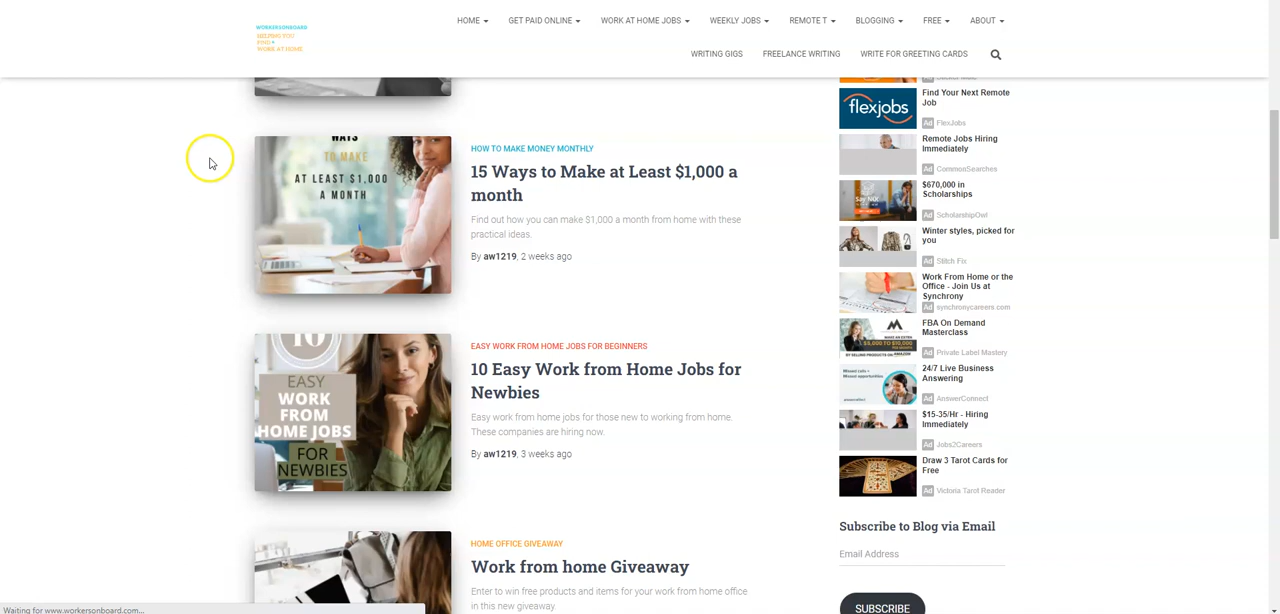 WORKERSONBOARD
HELPING YOU
FIND +
WORK AT HOME
HOME
GET PAID ONLINE
WORK AT HOME JOBS
WEEKLY JOBS
REMOTE T
BLOGGING
FREE
ABOUT
WRITING GIGS
FREELANCE WRITING
WRITE FOR GREETING CARDS
WAYS
TO MAKE
AT LEAST $1,000
A MONTH
HOW TO MAKE MONEY MONTHLY
15 Ways to Make at Least $1,000 a
month
Find out how you can make $1,000 a month from home with these
practical ideas.
By aw1219, 2 weeks ago
10
EASY
WORK
FROM
HOME JOBS
FOR
NEWBIES
EASY WORK FROM HOME JOBS FOR BEGINNERS
10 Easy Work from Home Jobs for
Newbies
Easy work from home jobs for those new to working from home.
These companies are hiring now.
By aw1219, 3 weeks ago
HOME OFFICE GIVEAWAY
Work from home Giveaway
Enter to win free products and items for your work from home office
in this new giveaway.
flexjobs
Find Your Next Remote
Job
Ad FlexJobs
Remote Jobs Hiring
Immediately
Ad CommonSearches
$670,000 in
Scholarships
Ad ScholarshipOwl
Winter styles, picked for
you
Ad Stitch Fix
Work From Home or the
Office - Join Us at
Synchrony
Ad synchronycareers.com
FBA On Demand
Masterclass
Ad Private Label Mastery
24/7 Live Business
Answering
Ad AnswerConnect
$15-35/Hr - Hiring
Immediately
Ad Jobs2Careers
Draw 3 Tarot Cards for
Free
Ad Victoria Tarot Reader
Subscribe to Blog via Email
Email Address
SUBSCRIBE
Waiting for www.workersonboard.com...